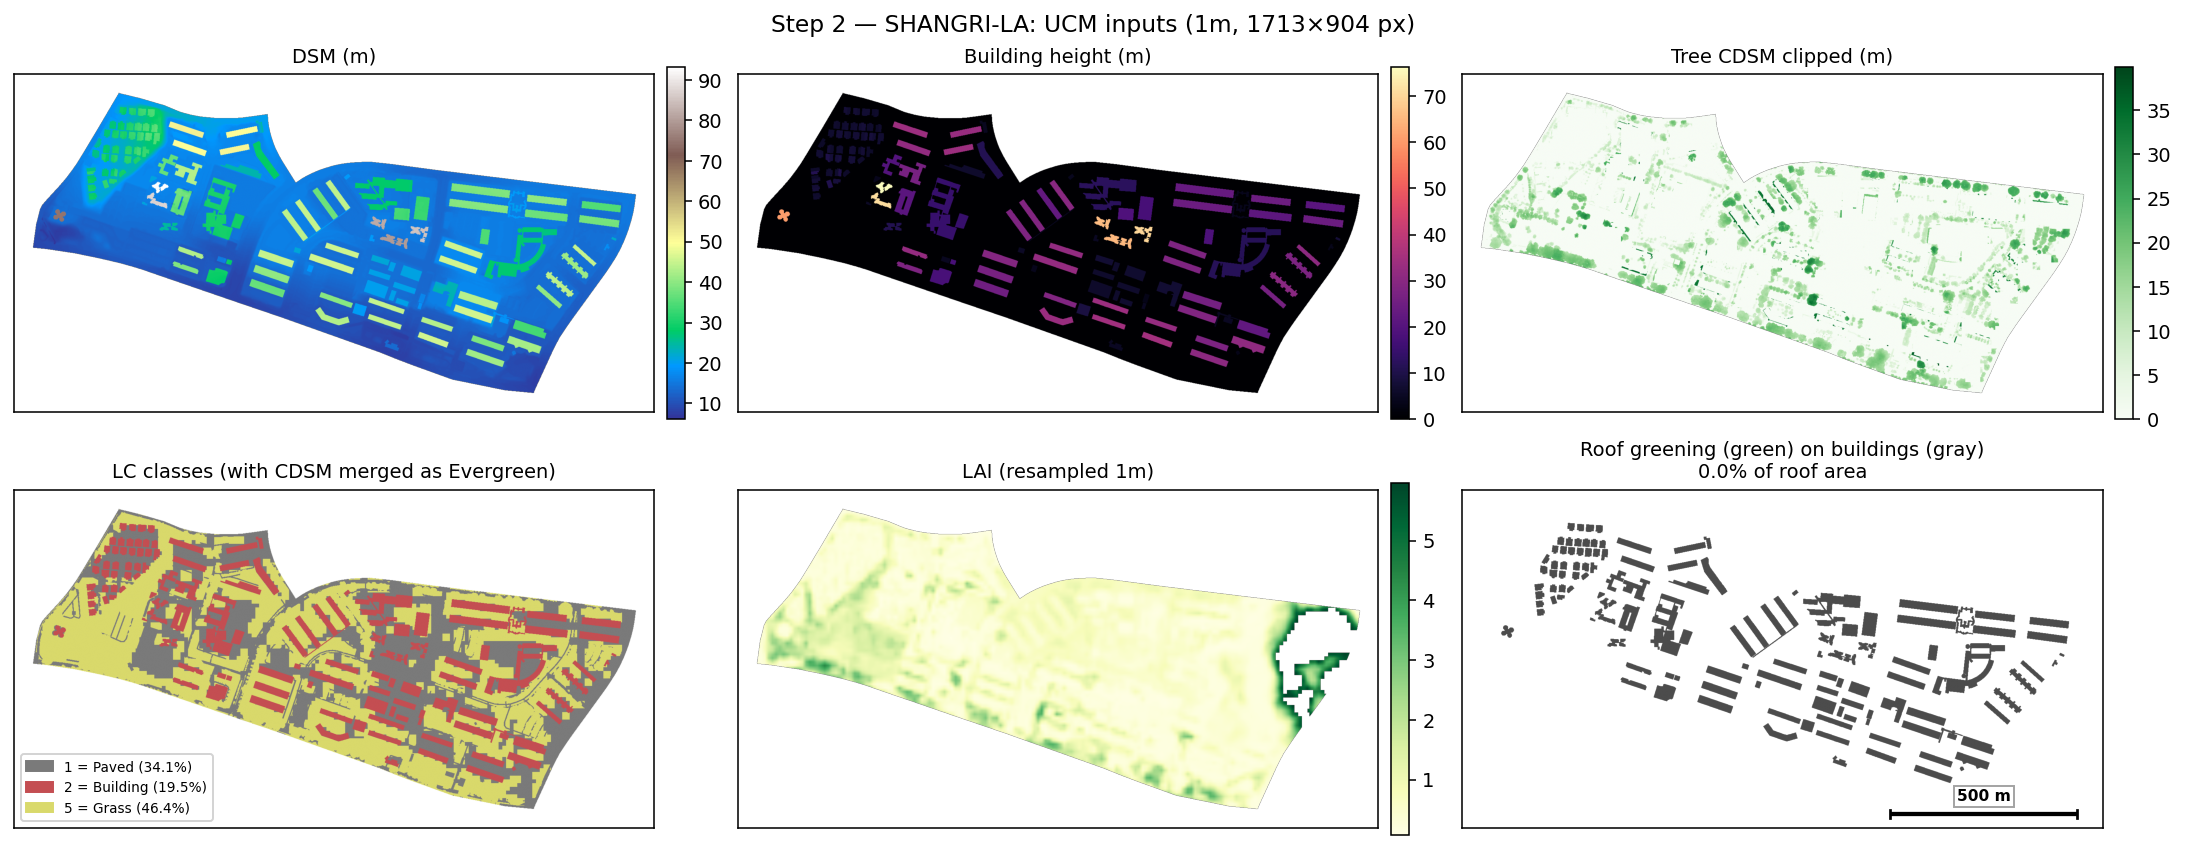 Step 2 — SHANGRI-LA: UCM inputs (1m, 1713×904 px)
DSM (m)
90
80
70
60
50
40
30
20
10
Building height (m)
70
60
50
40
30
20
10
0
Tree CDSM clipped (m)
35
30
25
20
15
10
5
0
LC classes (with CDSM merged as Evergreen)
1 = Paved (34.1%)
2 = Building (19.5%)
5 = Grass (46.4%)
LAI (resampled 1m)
5
4
3
2
1
Roof greening (green) on buildings (gray)
0.0% of roof area
500 m